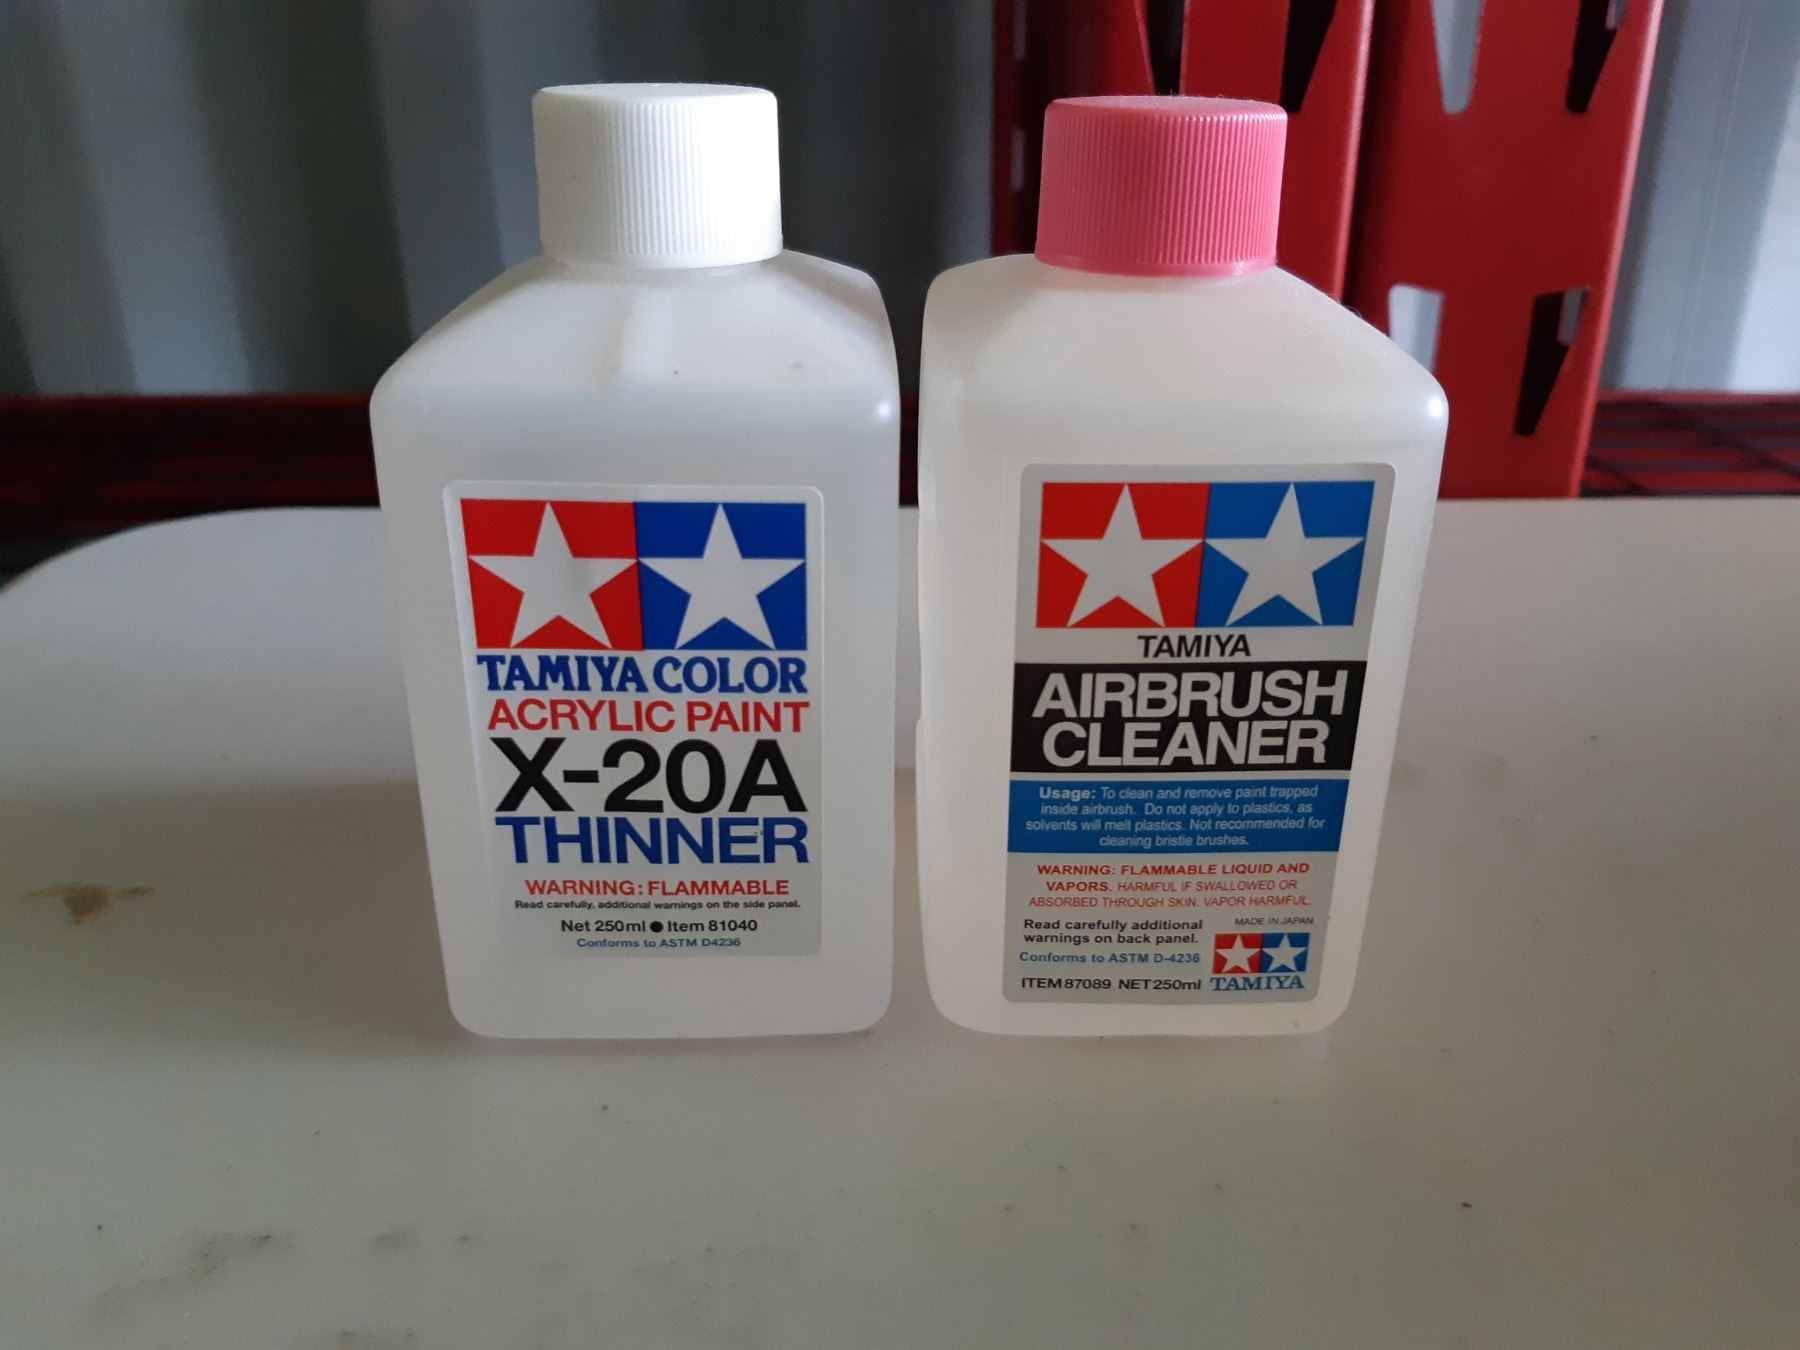 TAMIYA COLOR
ACRYLIC PAINT
X-20A
THINNER
WARNING: FLAMMABLE
Read carefully, additional warnings on the side panel.
Net 250ml ● Item 81040
Conforms to ASTM D4236
TAMIYA
AIRBRUSH
CLEANER
Usage: To clean and remove paint trapped
inside airbrush. Do not apply to plastics, as
solvents will melt plastics. Not recommended for
cleaning bristle brushes.
WARNING: FLAMMABLE LIQUID AND
VAPORS. HARMFUL IF SWALLOWED OR
ABSORBED THROUGH SKIN. VAPOR HARMFUL.
Read carefully additional
warnings on back panel.
MADE IN JAPAN
Conforms to ASTM D-4236
ITEM 87089 NET 250ml
TAMIYA